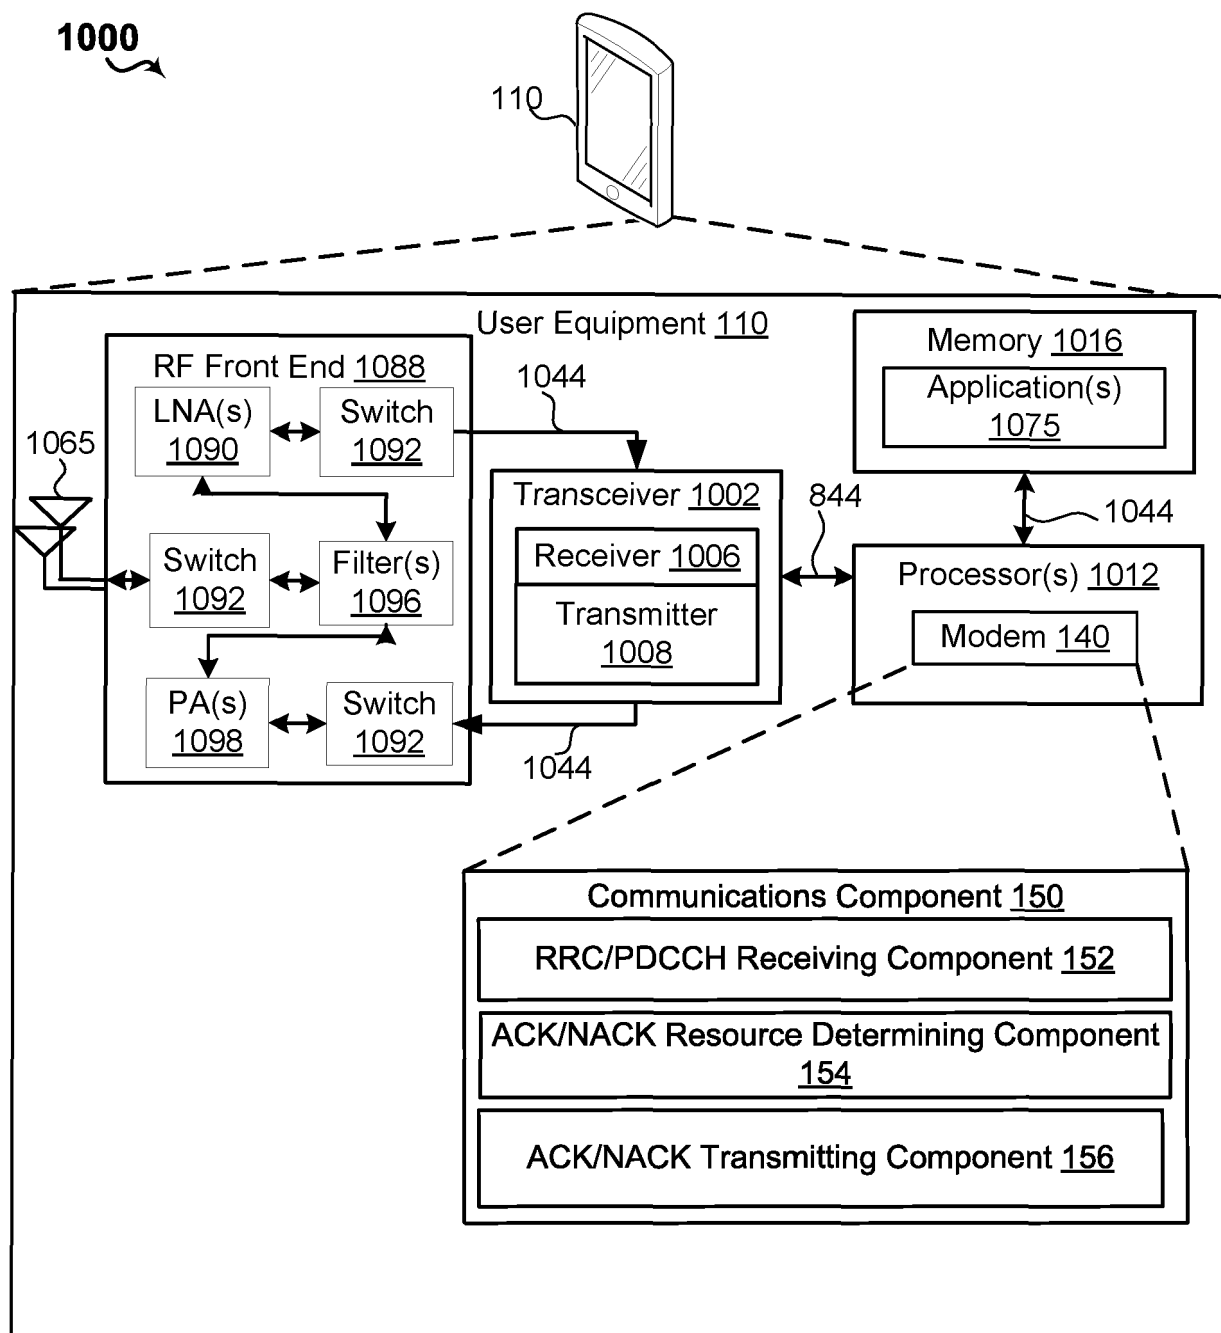 1000
110
User Equipment 110
RF Front End 1088
LNA(s)
1090
Switch
1092
1044
1065
Switch
1092
Filter(s)
1096
PA(s)
1098
Switch
1092
1044
Transceiver 1002
Receiver 1006
Transmitter
1008
844
Memory 1016
Application(s)
1075
1044
Processor(s) 1012
Modem 140
Communications Component 150
RRC/PDCCH Receiving Component 152
ACK/NACK Resource Determining Component
154
ACK/NACK Transmitting Component 156